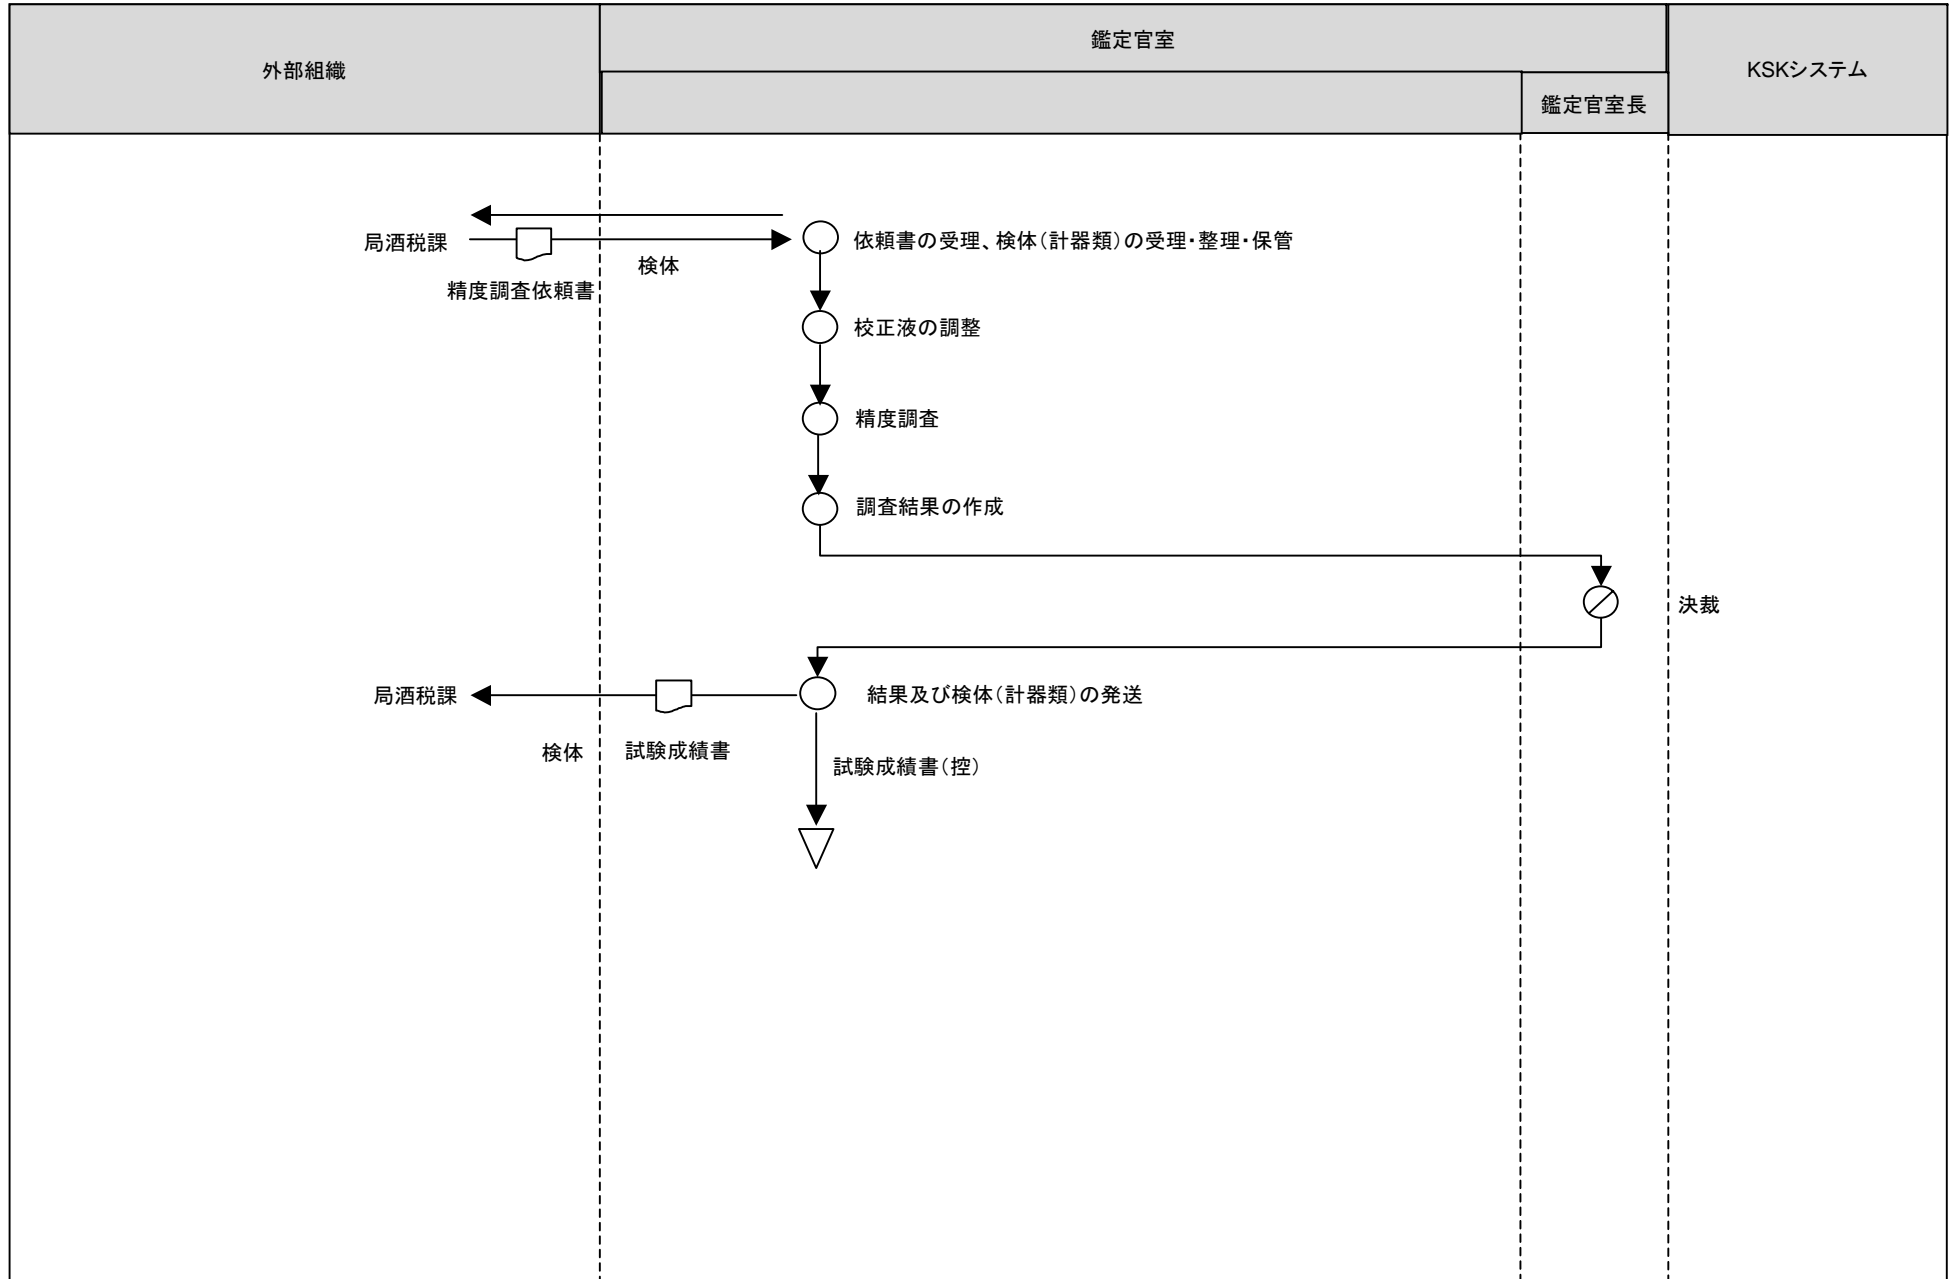 外部組織
鑑定官室
鑑定官室長
KSKシステム
局酒税課
精度調査依頼書
検体
依頼書の受理、検体(計器類)の受理・整理・保管
校正液の調整
精度調査
調査結果の作成
決裁
局酒税課
検体
試験成績書
結果及び検体(計器類)の発送
試験成績書(控)